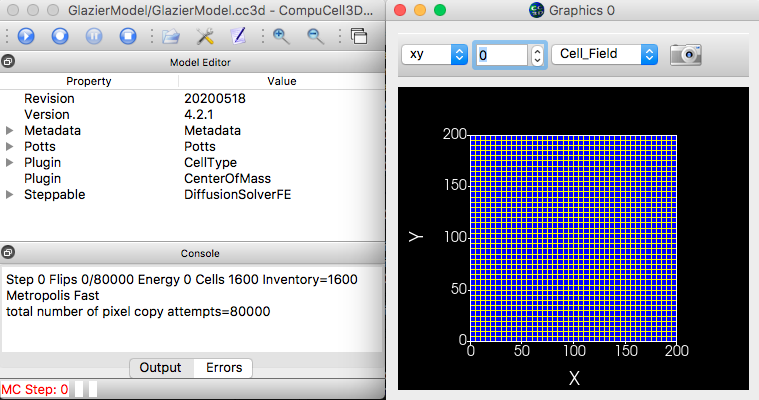 GlazierModel/GlazierModel.cc3d - CompuCell3D...
Model Editor
Property Value
Revision 20200518
Version 4.2.1
Metadata Metadata
Potts Potts
Plugin CellType
Plugin CenterOfMass
Steppable DiffusionSolverFE
Console
Step 0 Flips 0/80000 Energy 0 Cells 1600 Inventory=1600
Metropolis Fast
total number of pixel copy attempts=80000
Output Errors
MC Step: 0
Graphics 0
xy 0 Cell_Field
200
150
Y
100
50
0
0 50 100 150 200
X